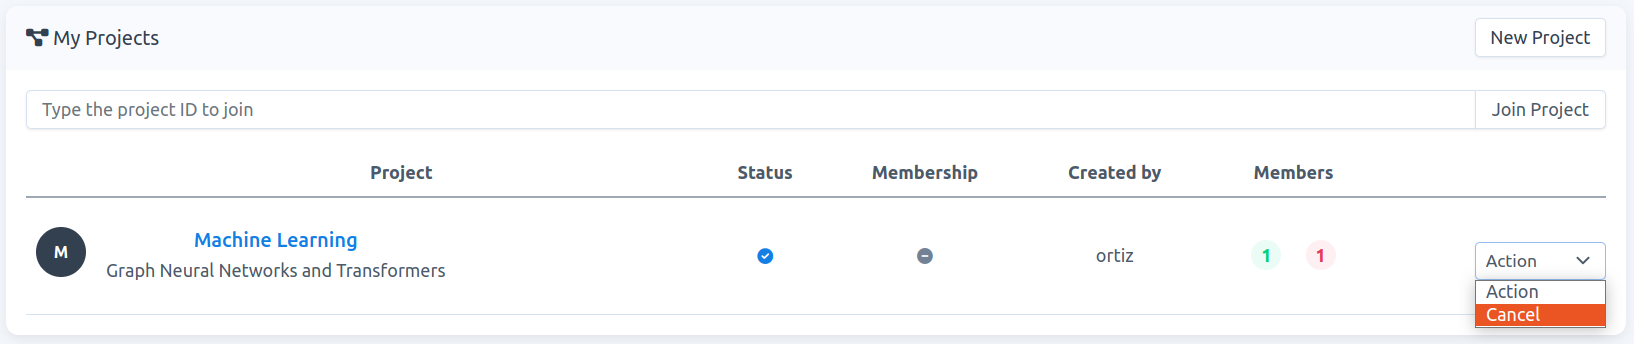 My Projects
New Project
Type the project ID to join
Join Project
Project Status Membership Created by Members
M
Machine Learning
Graph Neural Networks and Transformers
ortiz
1 1
Action
Action
Cancel